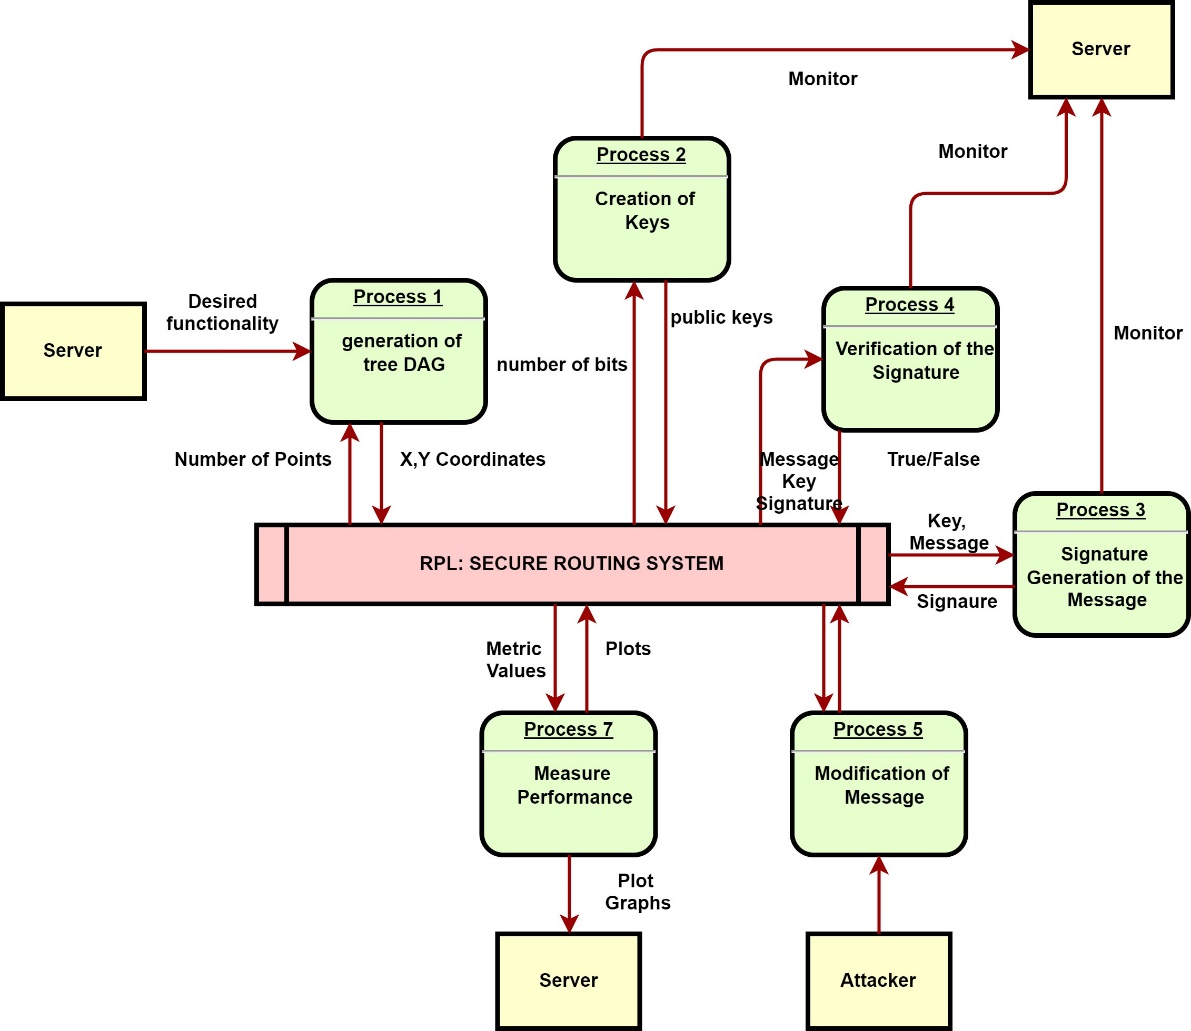 Server
Monitor
Process 2
Creation of
Keys
Monitor
Desired
functionality
Process 1
generation of
tree DAG
Server
public keys
number of bits
Process 4
Verification of the
Signature
Monitor
Number of Points
X,Y Coordinates
Message
Key
Signature
True/False
Process 3
Signature
Generation of the
Message
Key,
Message
Signaure
RPL: SECURE ROUTING SYSTEM
Metric
Values
Plots
Process 7
Measure
Performance
Process 5
Modification of
Message
Plot
Graphs
Server
Attacker